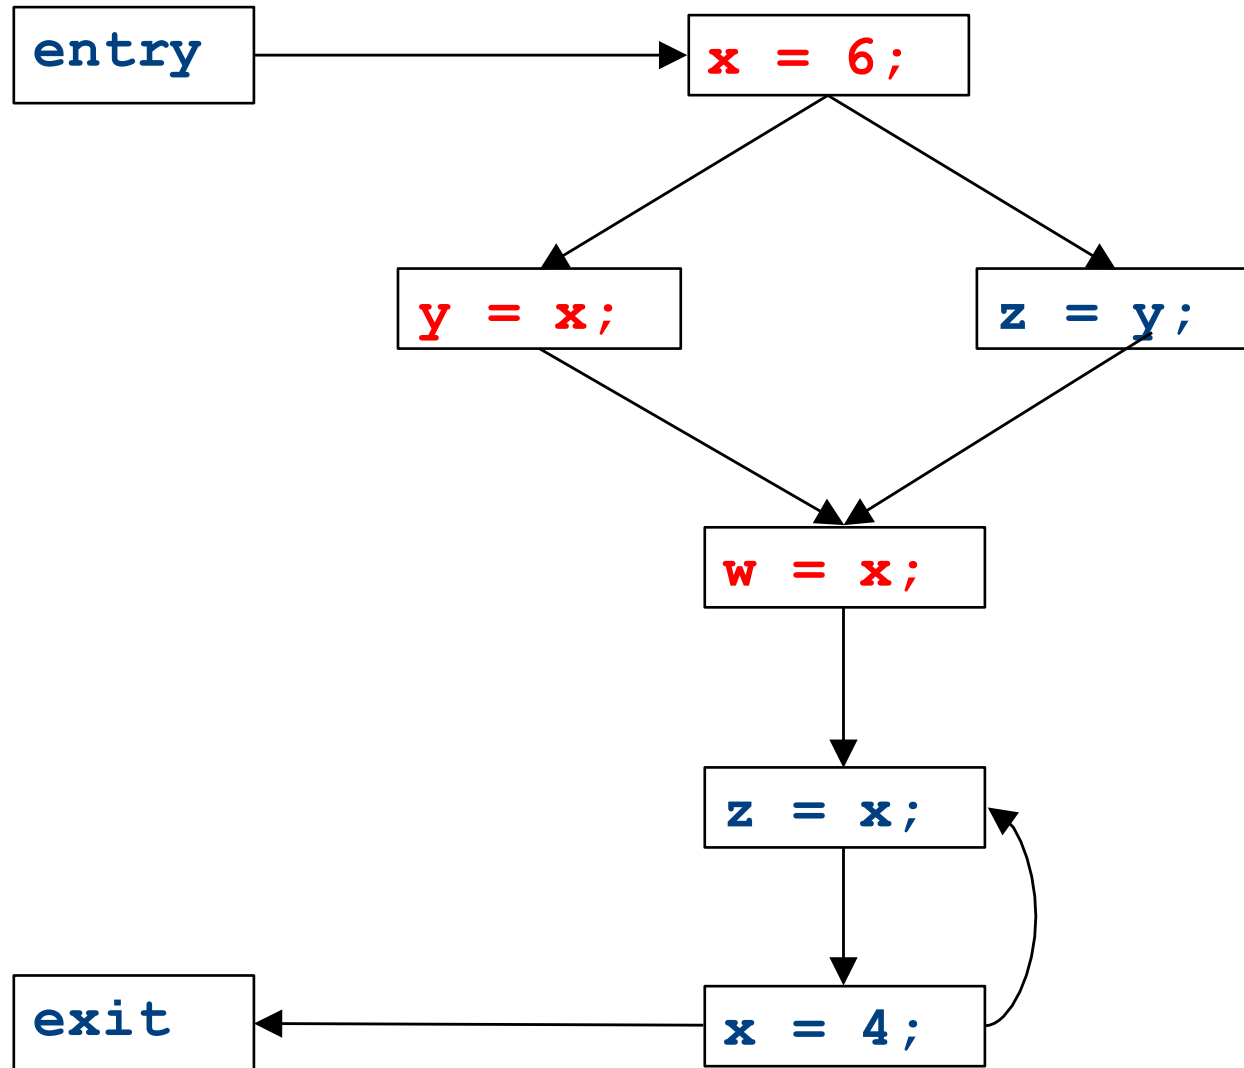 entry
x = 6;
y = x;
z = y;
w = x;
z = x;
exit
x = 4;